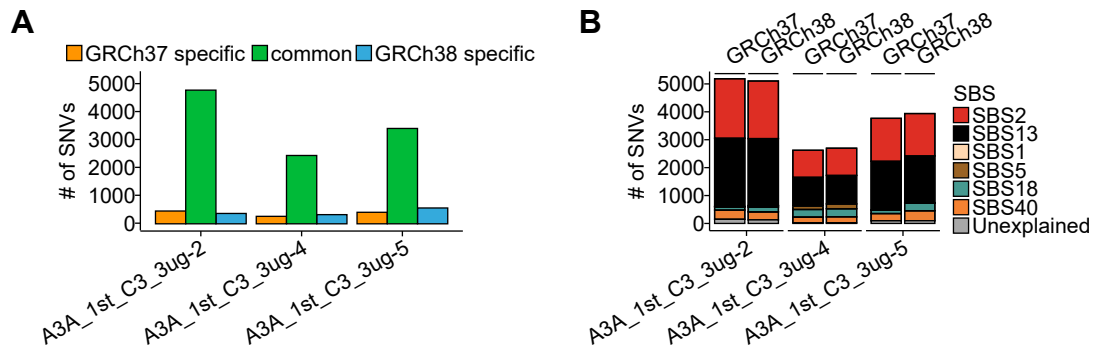 A
GRCh37 specific common GRCh38 specific
# of SNVs
5000
4000
3000
2000
1000
0
A3A_1st_C3_3ug-2
A3A_1st_C3_3ug-4
A3A_1st_C3_3ug-5
B
GRCh37
GRCh38
GRCh37
GRCh38
GRCh37
GRCh38
# of SNVs
5000
4000
3000
2000
1000
0
A3A_1st_C3_3ug-2
A3A_1st_C3_3ug-4
A3A_1st_C3_3ug-5
SBS
SBS2
SBS13
SBS1
SBS5
SBS18
SBS40
Unexplained